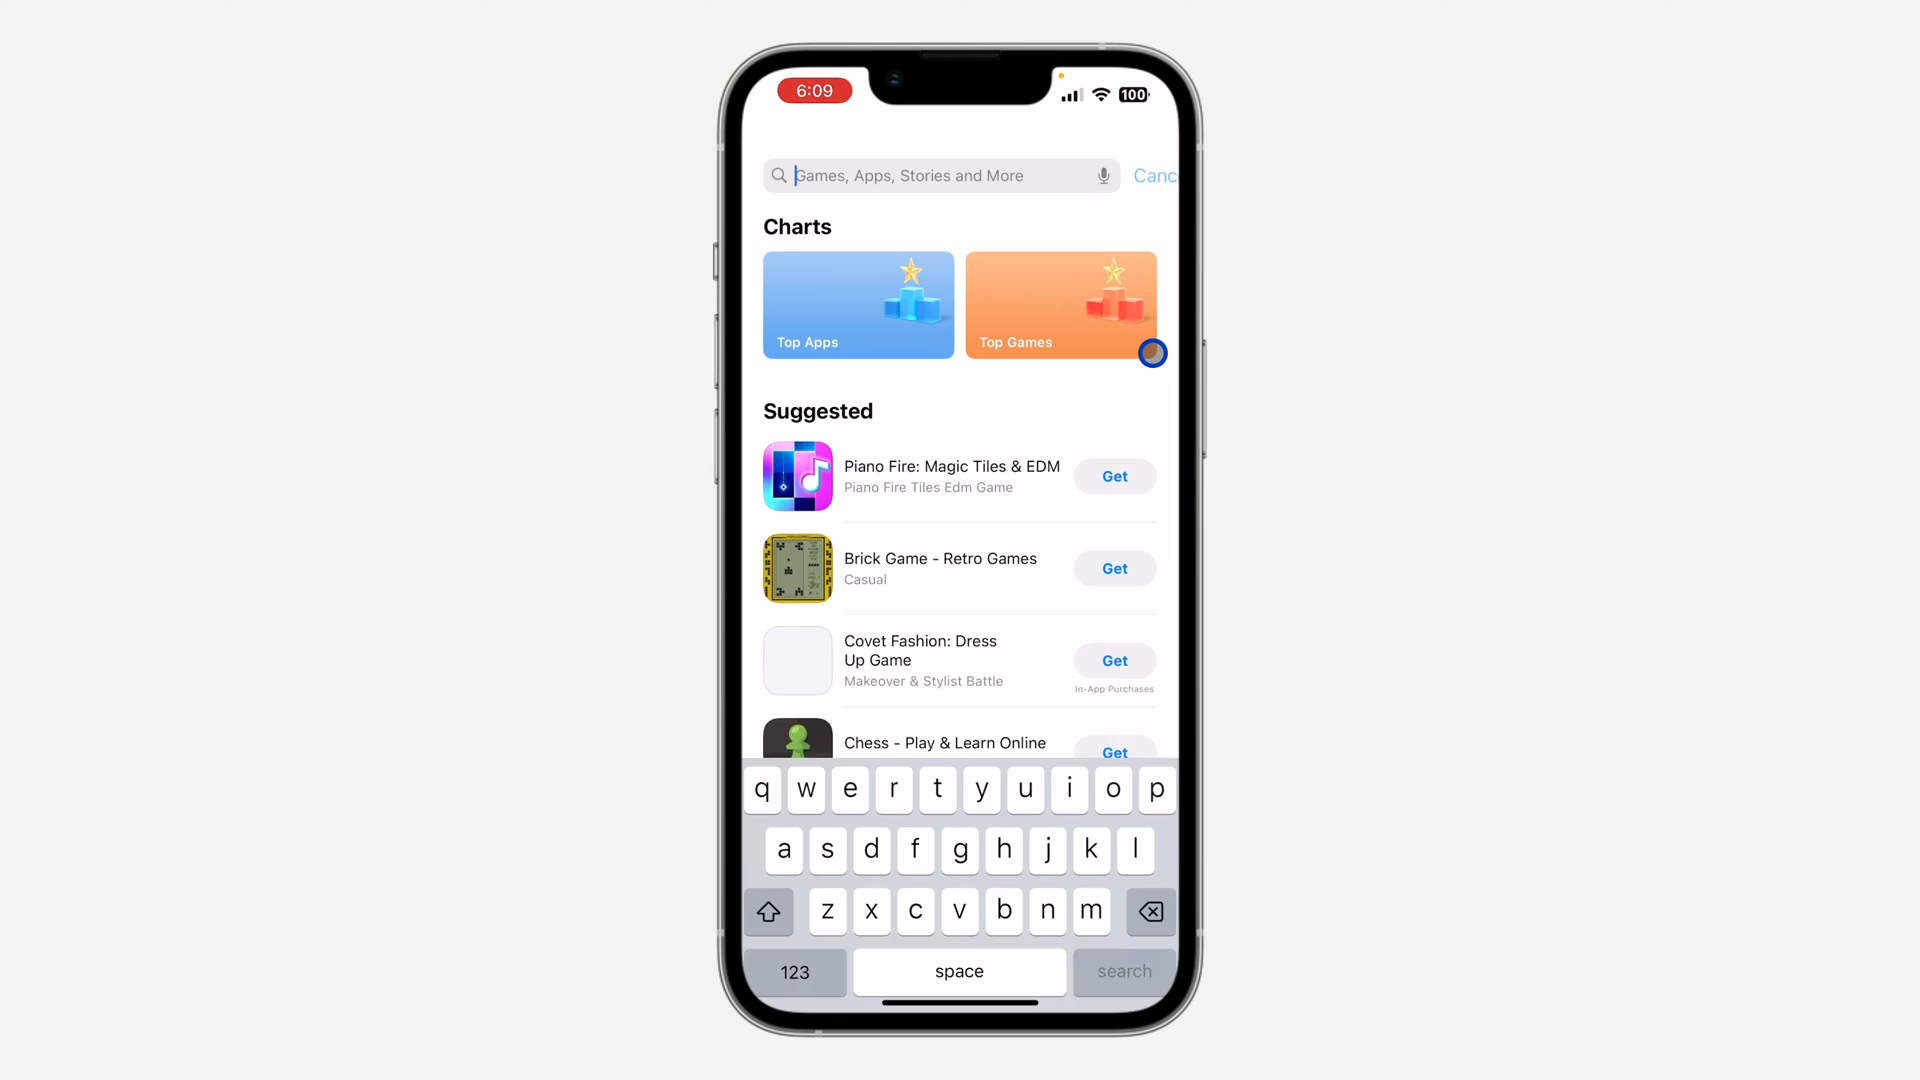 6:09
100
Games, Apps, Stories and More
Canc
Charts
Top Apps
Top Games
Suggested
Piano Fire: Magic Tiles & EDM
Piano Fire Tiles Edm Game
Get
Brick Game - Retro Games
Casual
Get
Covet Fashion: Dress
Up Game
Makeover & Stylist Battle
Get
In-App Purchases
Chess - Play & Learn Online
Get
q w e r t y u i o p
a s d f g h j k l
z x c v b n m
123 space search